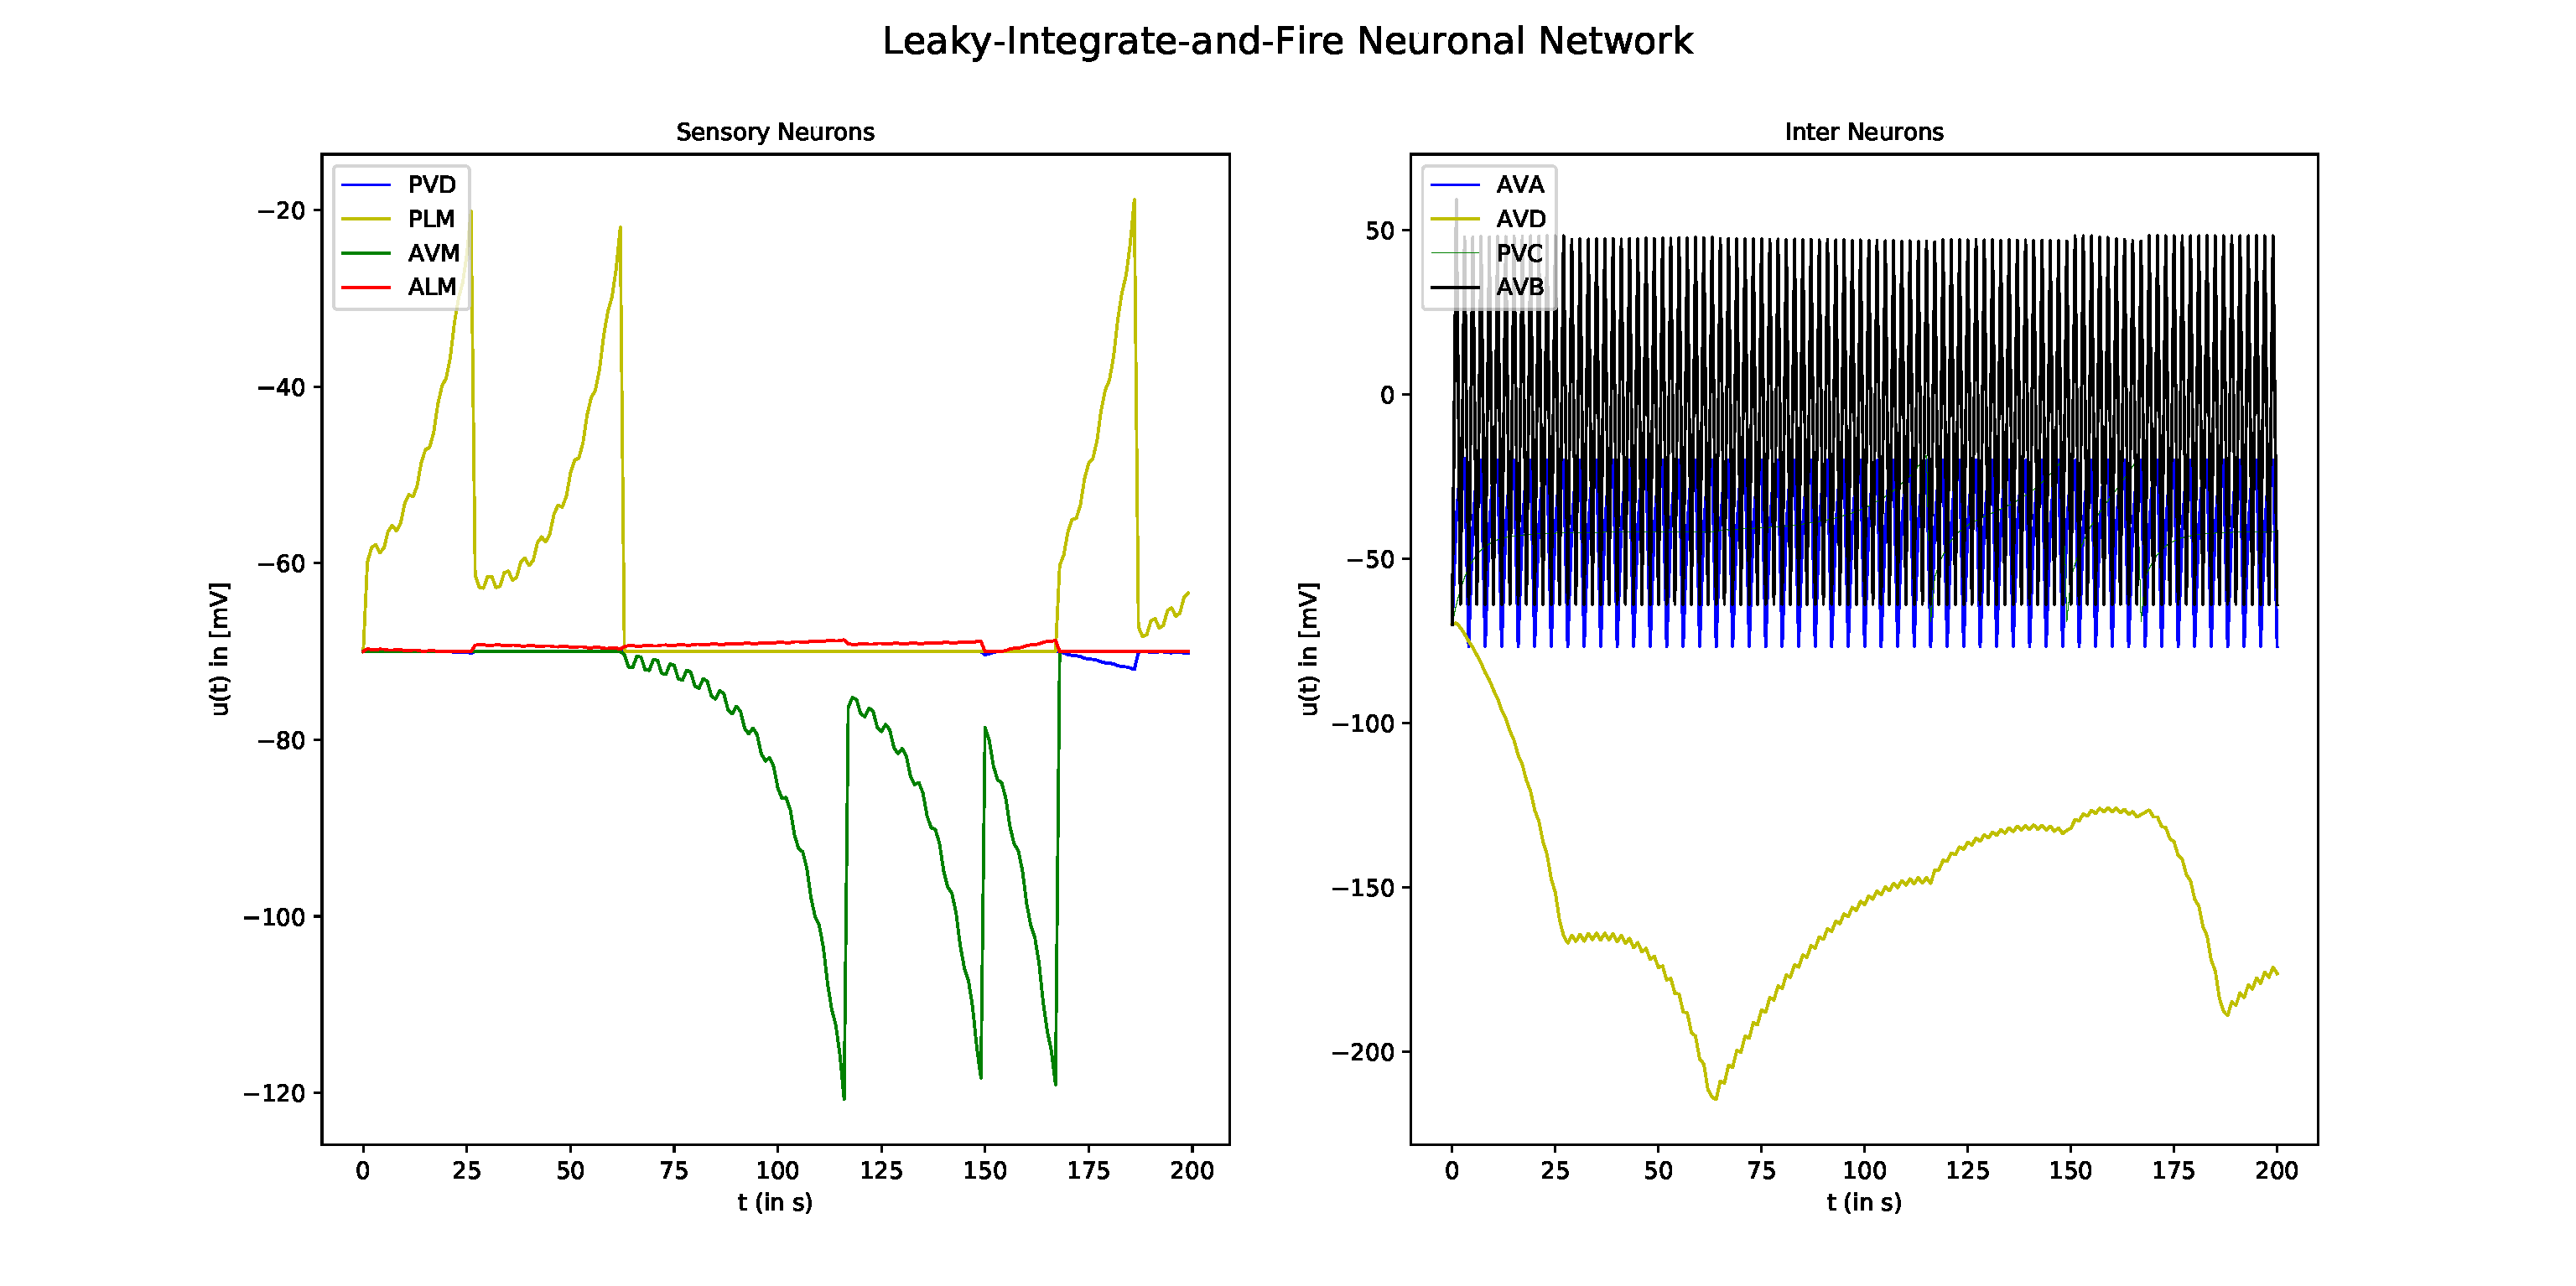 Leaky-Integrate-and-Fire Neuronal Network
Sensory Neurons
PVD
PLM
AVM
ALM
−20
−40
−60
−80
−100
−120
u(t) in [mV]
0 25 50 75 100 125 150 175 200
t (in s)
Inter Neurons
AVA
AVD
PVC
AVB
50
0
−50
−100
−150
−200
u(t) in [mV]
0 25 50 75 100 125 150 175 200
t (in s)